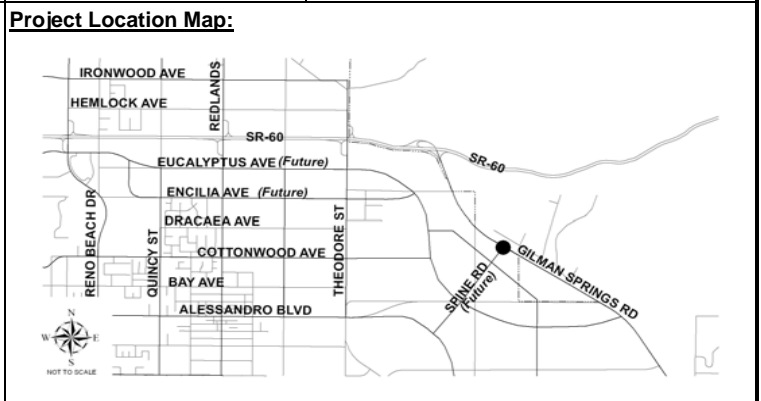 Project Location Map:
IRONWOOD AVE
REDLANDS
HEMLOCK AVE
SR-60
SR-60
EUCALYPTUS AVE (Future)
ENCILIA AVE (Future)
DRACAEA AVE
COTTONWOOD AVE
BAY AVE
ALESSANDRO BLVD
RENO BEACH DR
QUINCY ST
THEODORE ST
GILMAN SPRINGS RD
SPINE RD
(Future)
N
W E
S
NOT TO SCALE